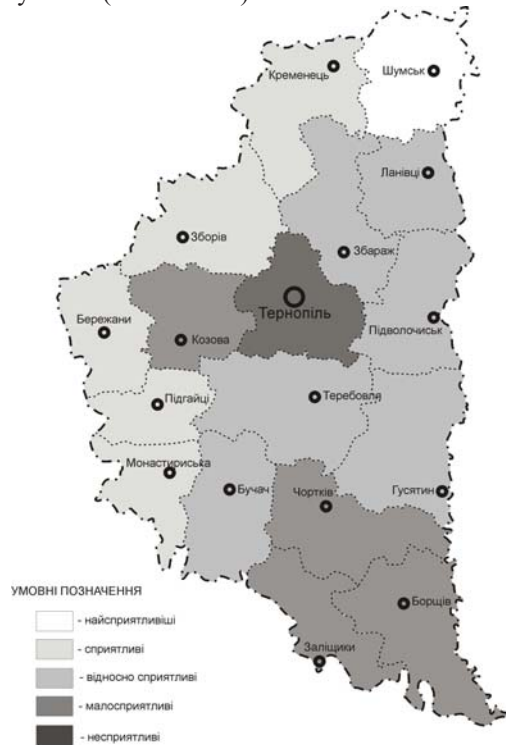 Кременець
Шумськ
Ланівці
Зборів
Збараж
Тернопіль
Бережани
Козова
Підволочиськ
Підгайці
Теребовля
Монастириська
Бучач
Чортків
Гусятин
Борщів
Заліщики
УМОВНІ ПОЗНАЧЕННЯ
- найсприятливіші
- сприятливі
- відносно сприятливі
- малосприятливі
- несприятливі